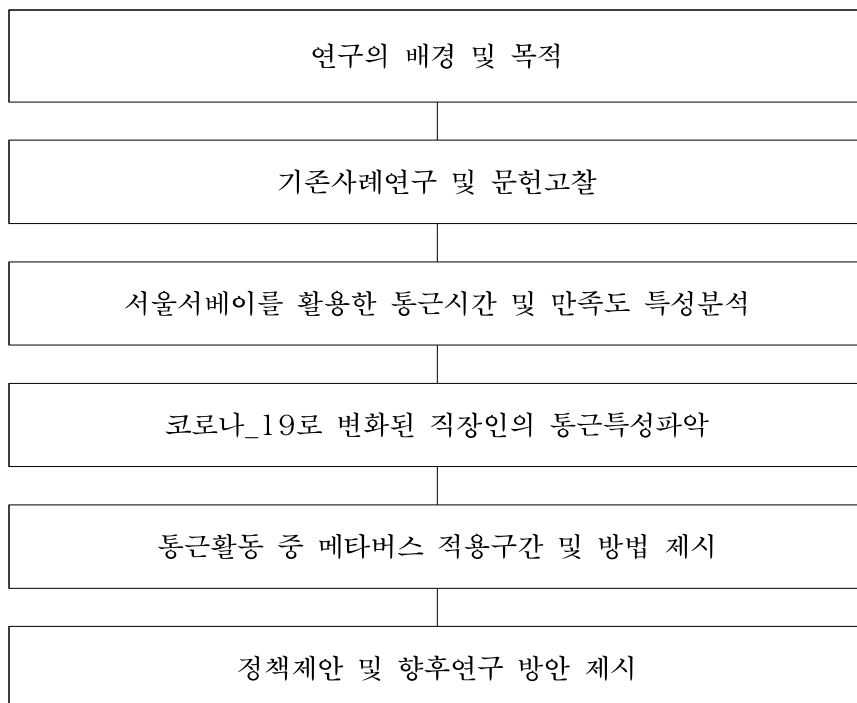 연구의 배경 및 목적
기존사례연구 및 문헌고찰
서울서베이를 활용한 통근시간 및 만족도 특성분석
코로나_19로 변화된 직장인의 통근특성파악
통근활동 중 메타버스 적용구간 및 방법 제시
정책제안 및 향후연구 방안 제시